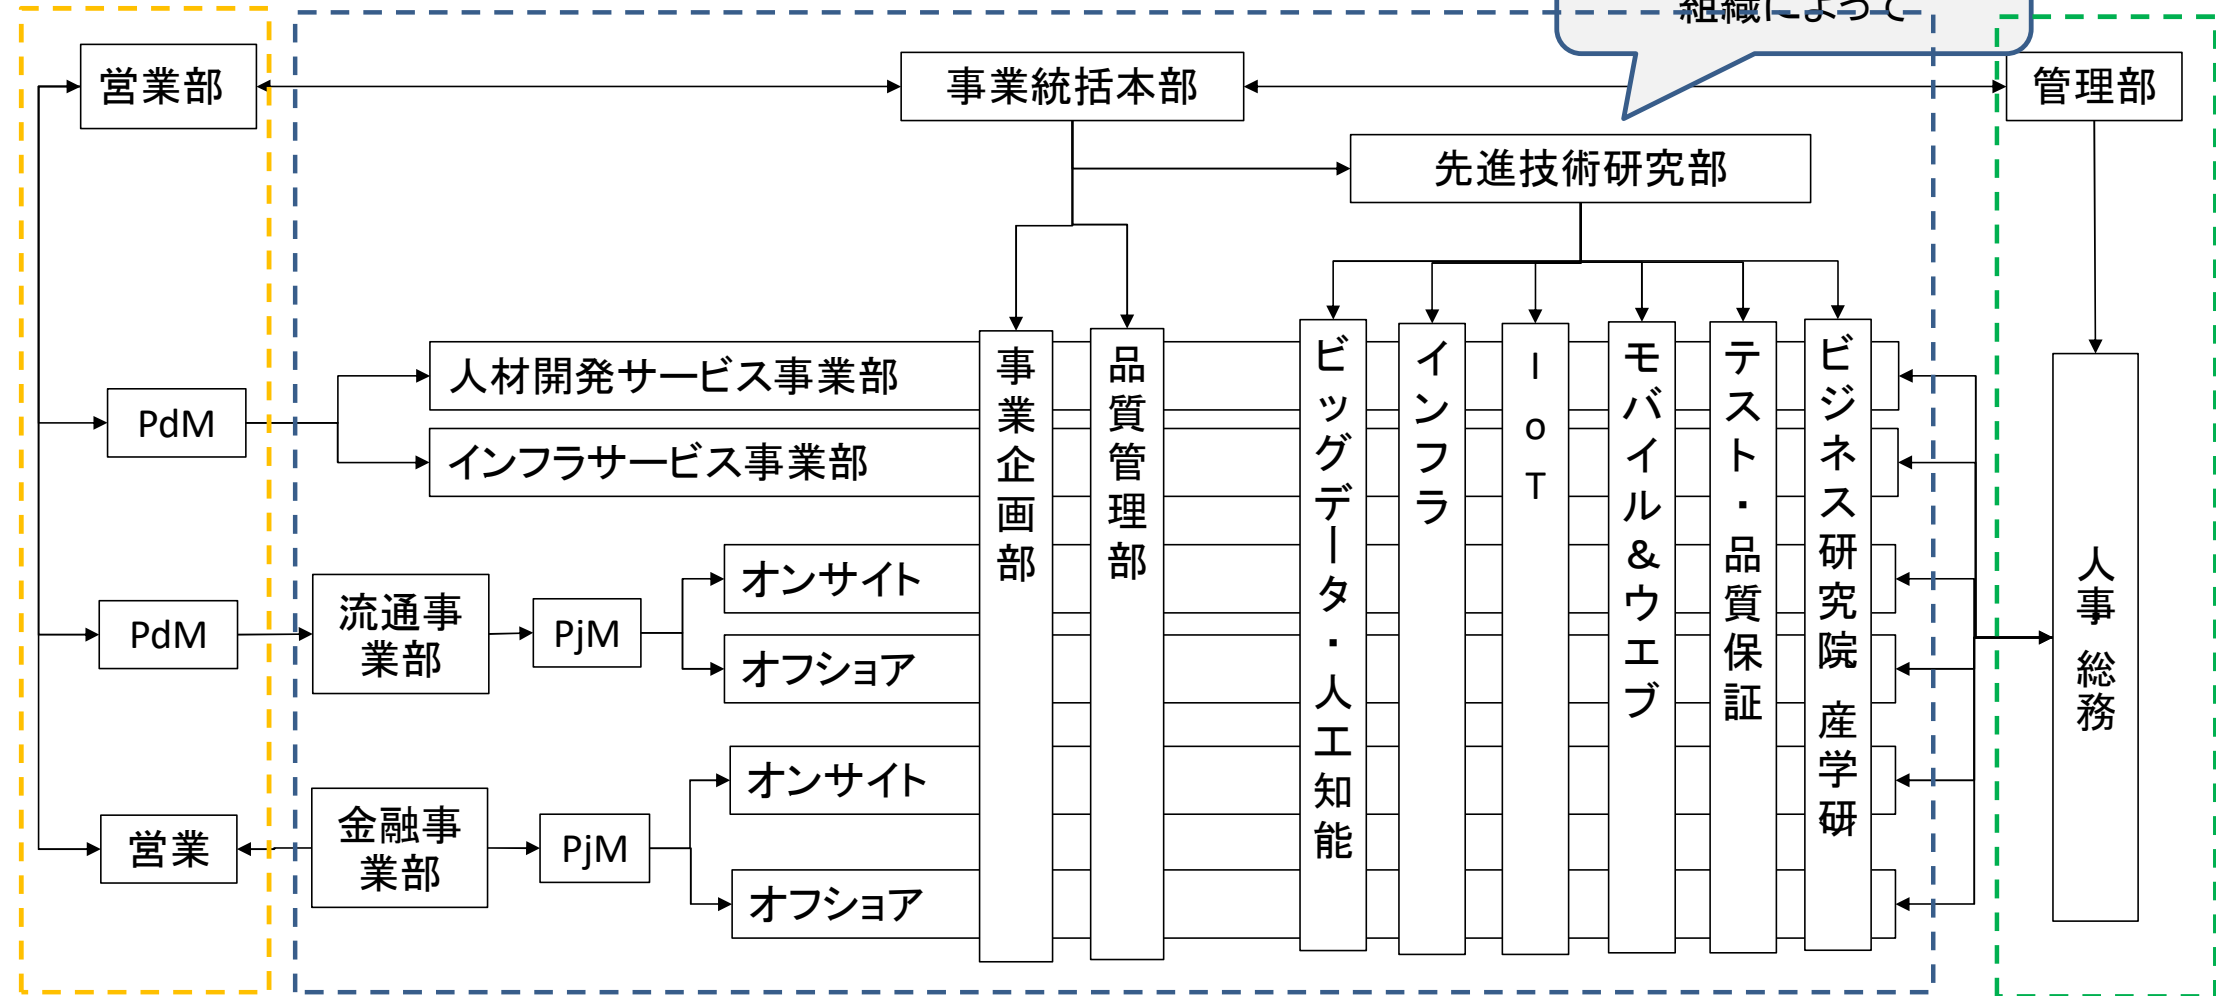 組織によって
営業部
事業統括本部
管理部
先進技術研究部
人材開発サービス事業部
インフラサービス事業部
PdM
オンサイト
オフショア
PdM
流通事
業部
PjM
オンサイト
オフショア
営業
金融事
業部
PjM
事業企画部
品質管理部
ビッグデータ・人工知能
インフラ
IoT
モバイル&ウエブ
テスト・品質保証
ビジネス研究院 産学研
人事 総務